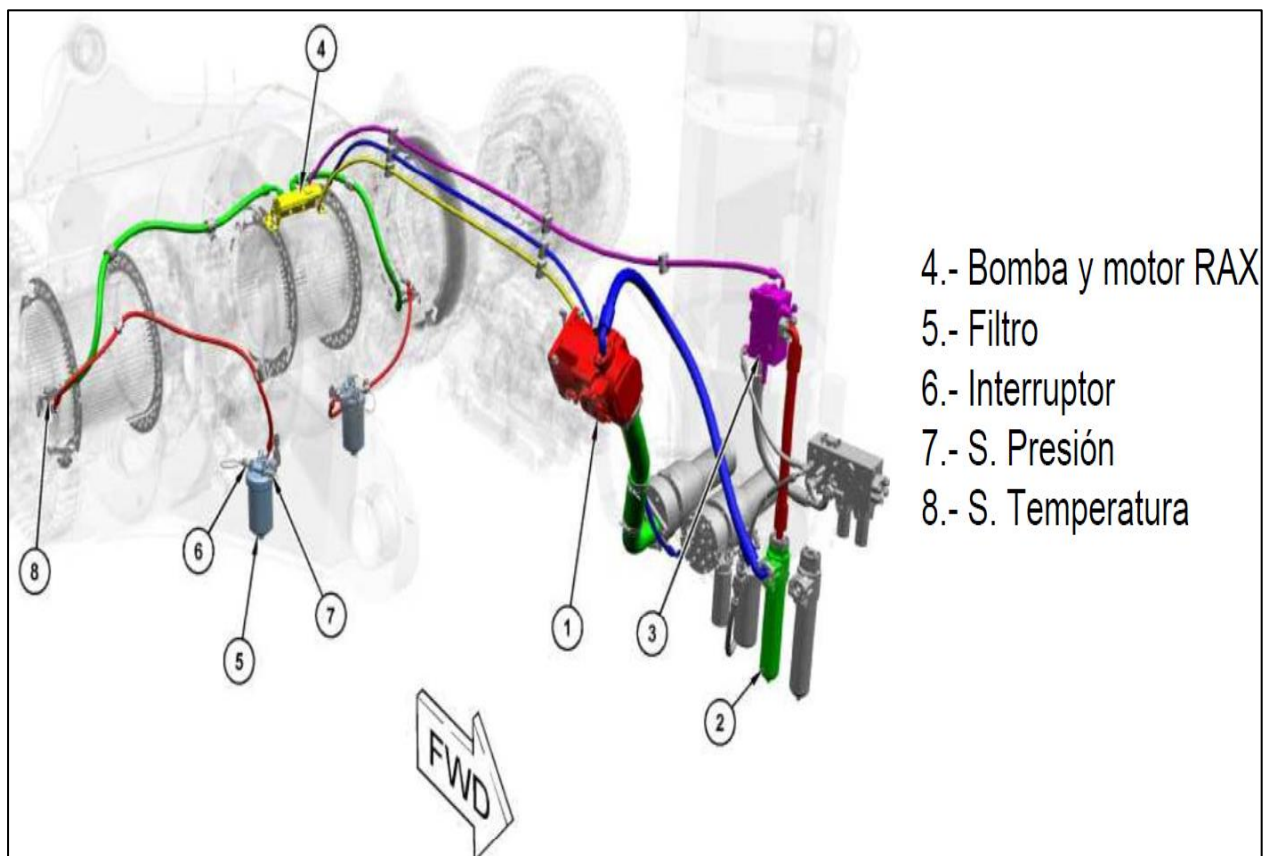 4
4.- Bomba y motor RAX
5.- Filtro
6.- Interruptor
7.- S. Presión
8.- S. Temperatura
6
8
7
1
3
5
2
FWD